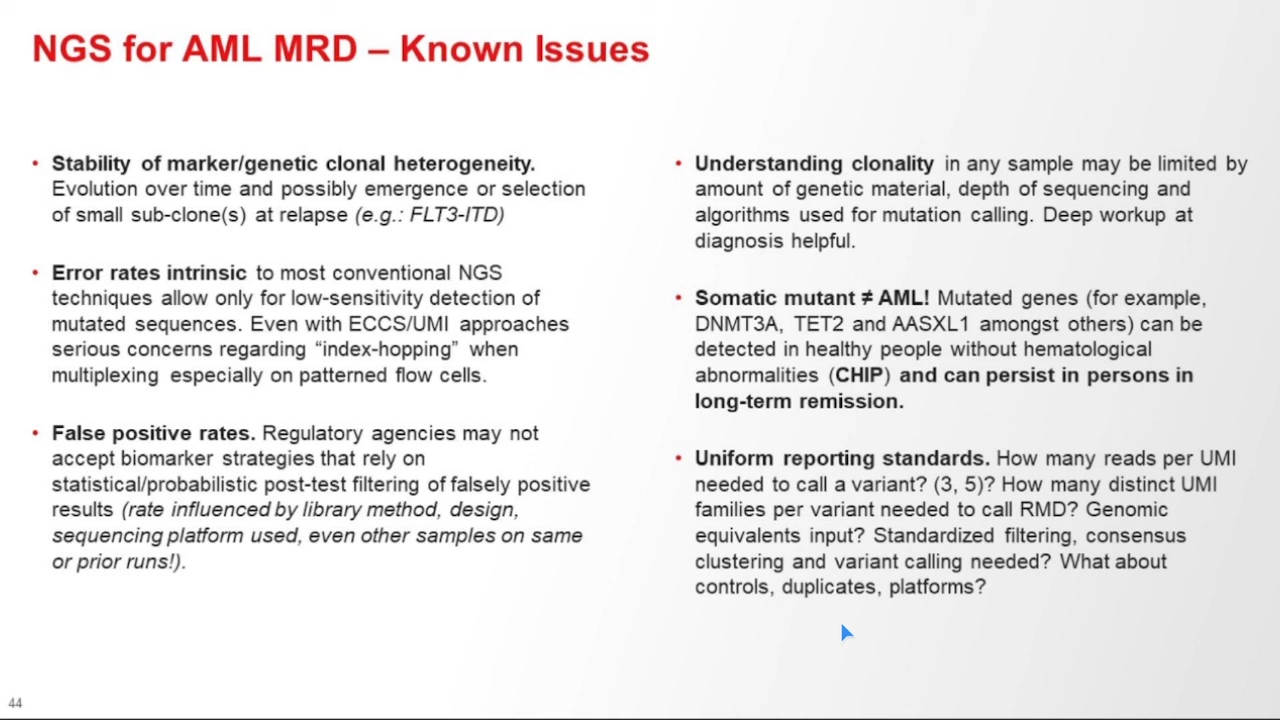 NGS for AML MRD – Known Issues
• Stability of marker/genetic clonal heterogeneity.
Evolution over time and possibly emergence or selection
of small sub-clone(s) at relapse (e.g.: FLT3-ITD)
• Error rates intrinsic to most conventional NGS
techniques allow only for low-sensitivity detection of
mutated sequences. Even with ECCS/UMI approaches
serious concerns regarding “index-hopping” when
multiplexing especially on patterned flow cells.
• False positive rates. Regulatory agencies may not
accept biomarker strategies that rely on
statistical/probabilistic post-test filtering of falsely positive
results (rate influenced by library method, design,
sequencing platform used, even other samples on same
or prior runs!).
• Understanding clonality in any sample may be limited by
amount of genetic material, depth of sequencing and
algorithms used for mutation calling. Deep workup at
diagnosis helpful.
• Somatic mutant ≠ AML! Mutated genes (for example,
DNMT3A, TET2 and AASXL1 amongst others) can be
detected in healthy people without hematological
abnormalities (CHIP) and can persist in persons in
long-term remission.
• Uniform reporting standards. How many reads per UMI
needed to call a variant? (3, 5)? How many distinct UMI
families per variant needed to call RMD? Genomic
equivalents input? Standardized filtering, consensus
clustering and variant calling needed? What about
controls, duplicates, platforms?
44